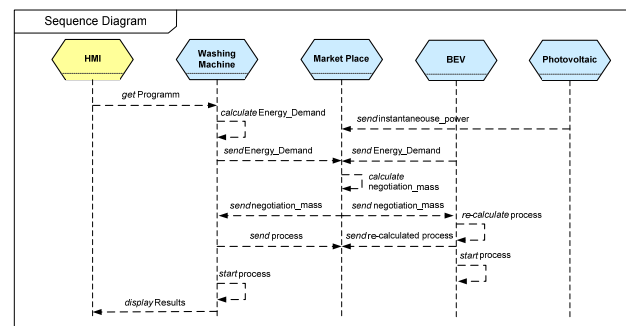 Sequence Diagram
HMI
Washing
Machine
Market Place
BEV
Photovoltaic
get Programm
calculate Energy_Demand
send instantaneouse_power
send Energy_Demand
send Energy_Demand
calculate
negotiation_mass
send negotiation_mass
send negotiation_mass
re-calculate process
send process
send re-calculated process
start process
start process
display Results